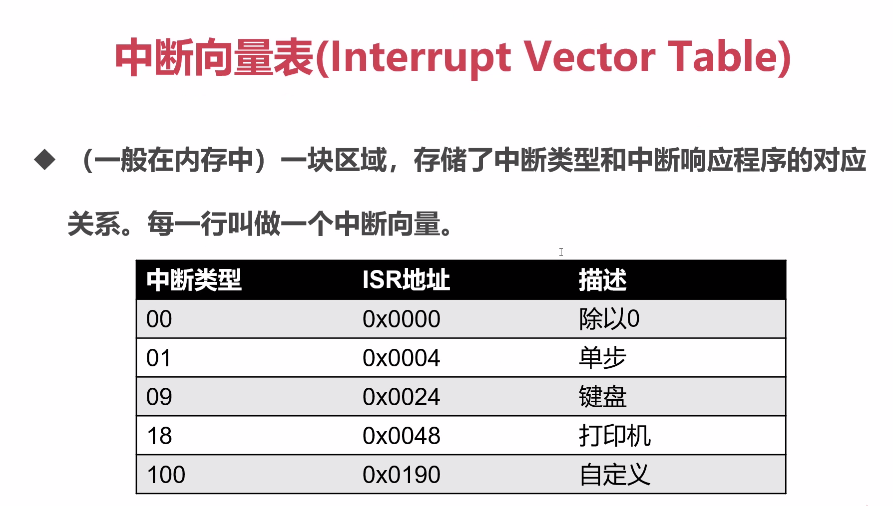 中断向量表(Interrupt Vector Table)
◆ （一般在内存中）一块区域，存储了中断类型和中断响应程序的对应
关系。每一行叫做一个中断向量。
中断类型 ISR地址 描述
00 0x0000 除以0
01 0x0004 单步
09 0x0024 键盘
18 0x0048 打印机
100 0x0190 自定义